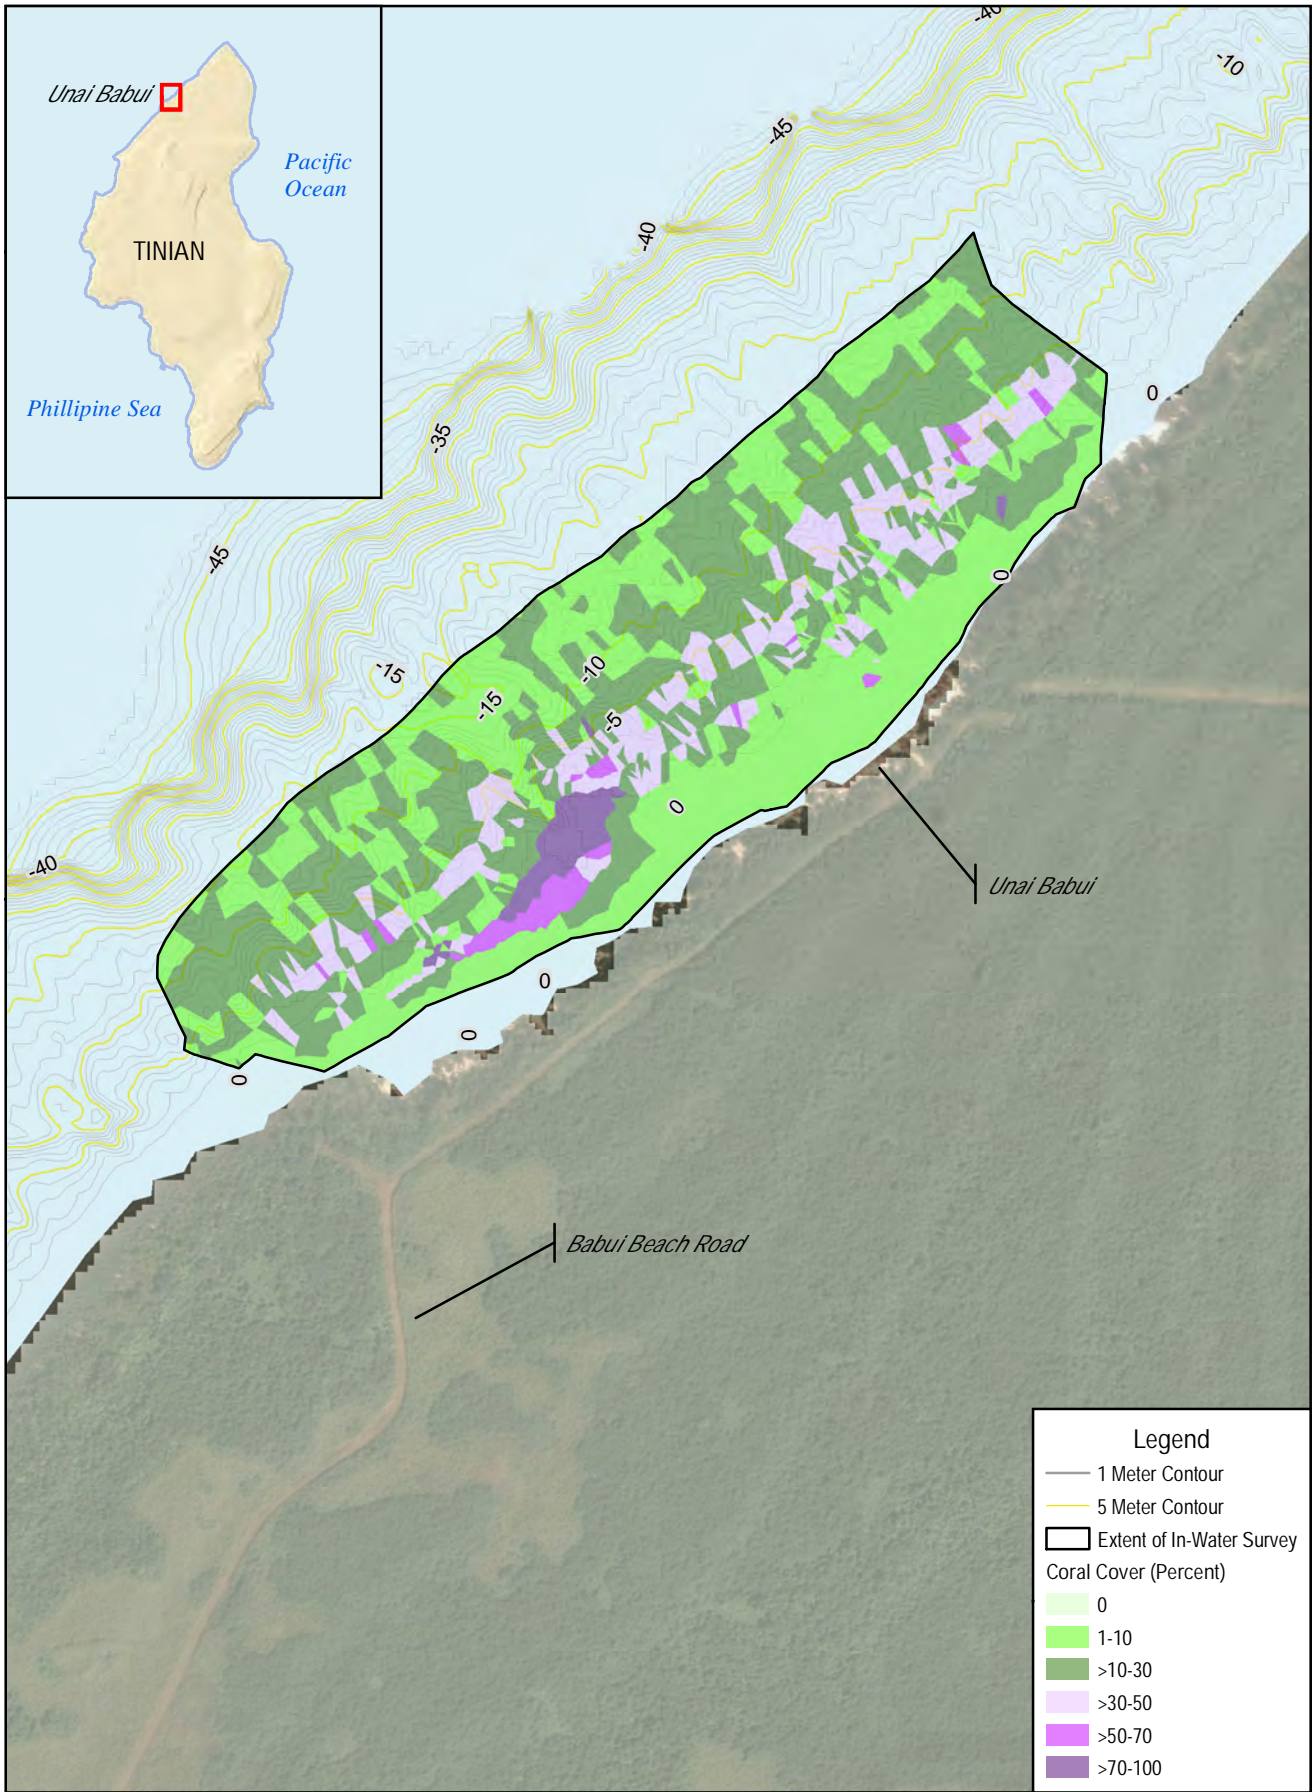 Unai Babui
Pacific
Ocean
TINIAN
Phillipine Sea
-40
-10
-45
-40
-35
-45
0
0
-15
-10
-15
-5
0
-40
Unai Babui
0
0
0
Babui Beach Road
Legend
1 Meter Contour
5 Meter Contour
Extent of In-Water Survey
Coral Cover (Percent)
0
1-10
>10-30
>30-50
>50-70
>70-100